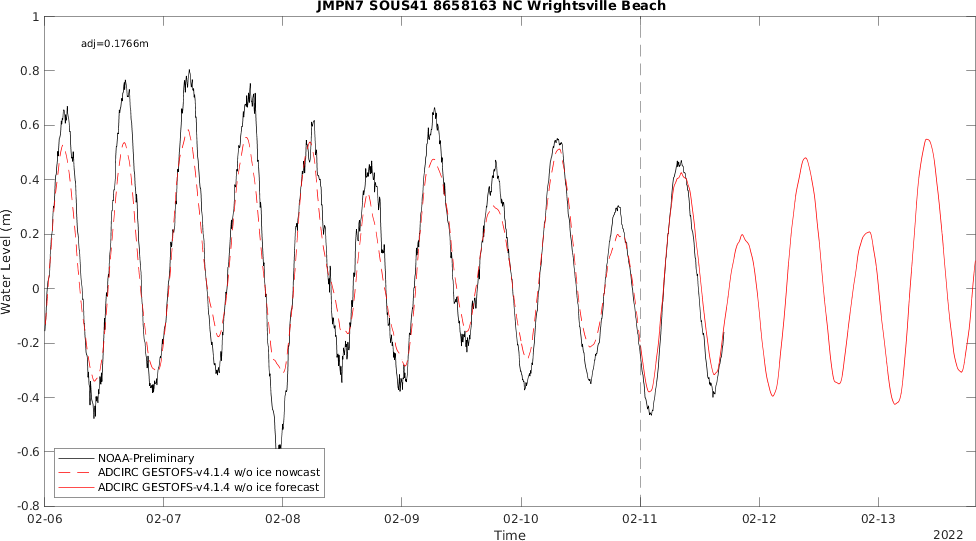 JMPN7 SOUS41 8658163 NC Wrightsville Beach
adj=0.1766m
1
0.8
0.6
0.4
0.2
0
-0.2
-0.4
-0.6
-0.8
Water Level (m)
NOAA-Preliminary
ADCIRC GESTOFS-v4.1.4 w/o ice nowcast
ADCIRC GESTOFS-v4.1.4 w/o ice forecast
02-06 02-07 02-08 02-09 02-10 02-11 02-12 02-13
Time
2022